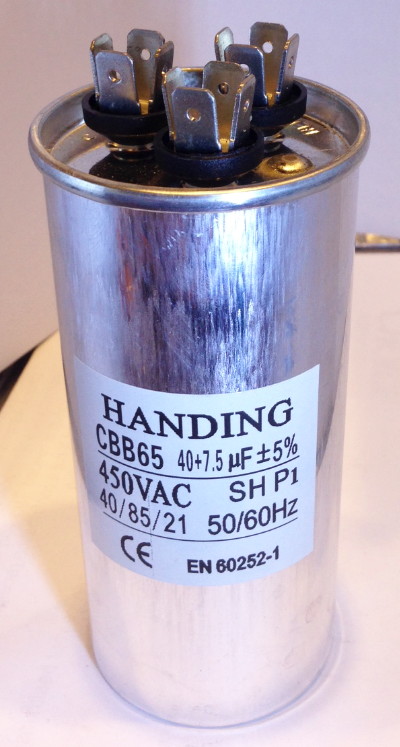 HANDING
CBB65 40+7.5 µF ±5%
450VAC SH P1
40/85/21 50/60Hz
CE EN 60252-1